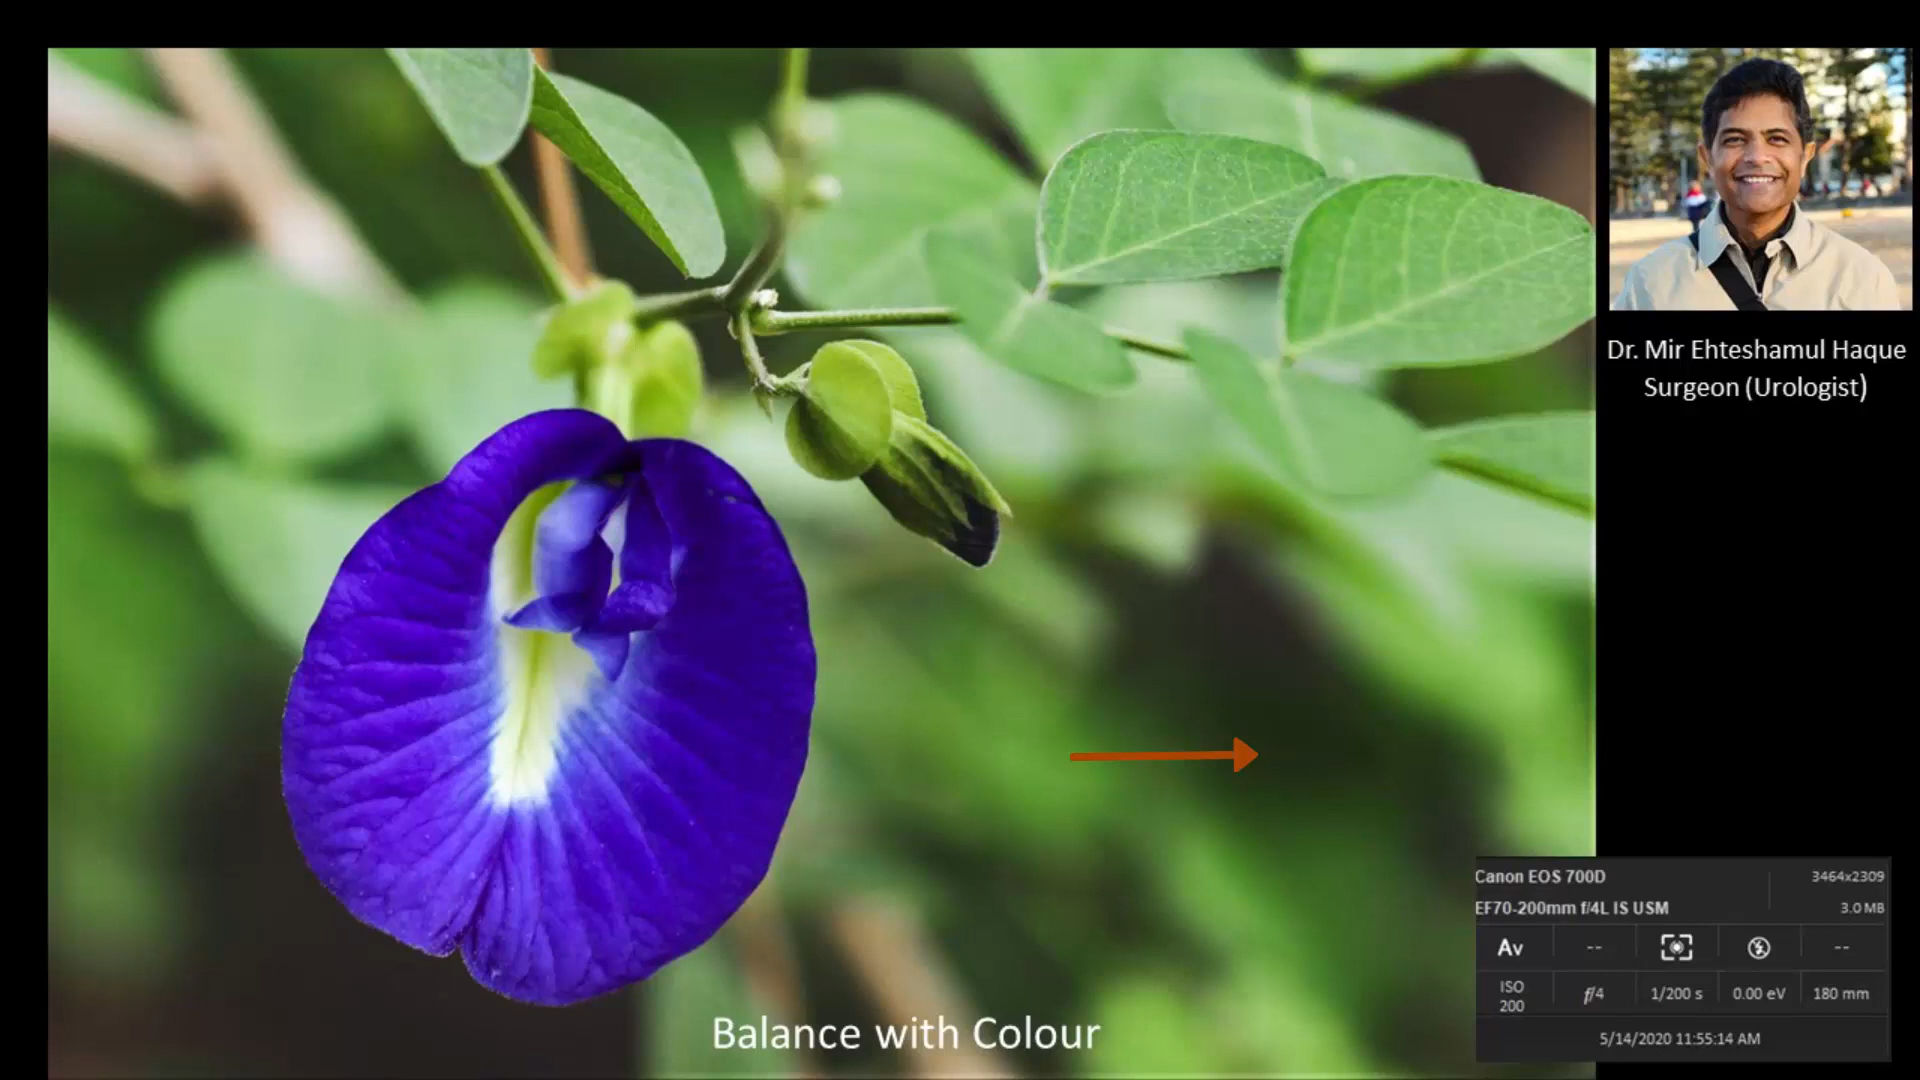 Dr. Mir Ehteshamul Haque
Surgeon (Urologist)
Canon EOS 700D 3464x2309
EF70-200mm f/4L IS USM 3.0 MB
Av -- --
ISO 200 f/4 1/200 s 0.00 eV 180 mm
5/14/2020 11:55:14 AM
Balance with Colour